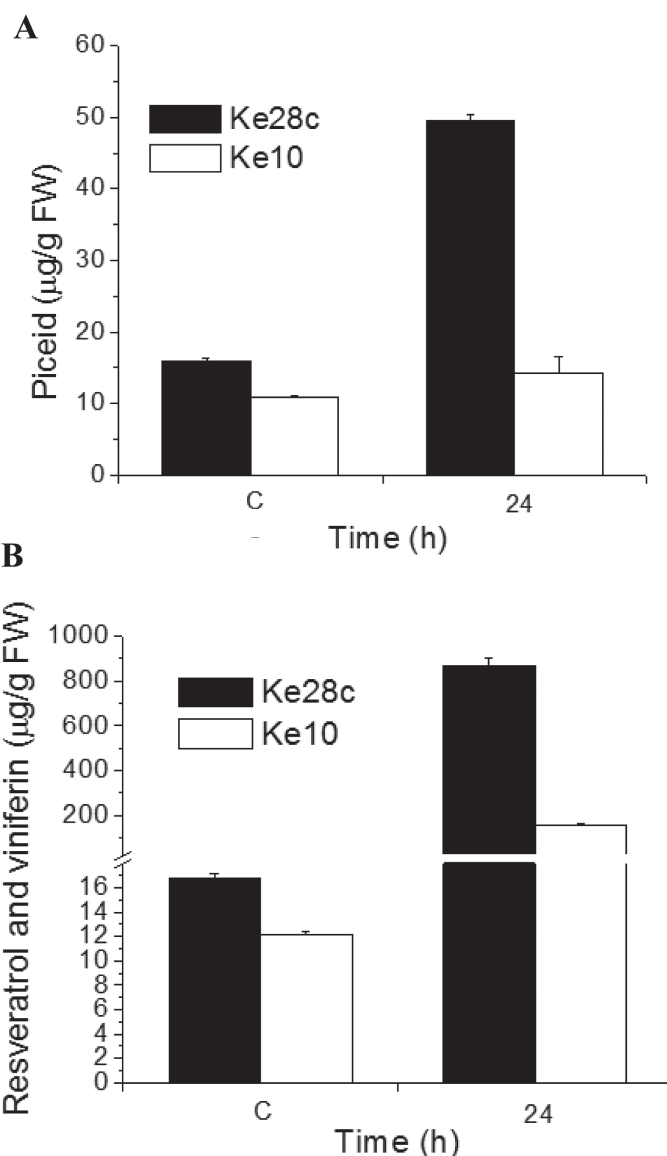 A
60
50
40
30
20
10
0
Piceid (µg/g FW)
Ke28c
Ke10
C 24
Time (h)
B
1000
800
600
400
200
16
14
12
10
8
6
4
2
0
Resveratrol and viniferin (µg/g FW)
Ke28c
Ke10
C 24
Time (h)